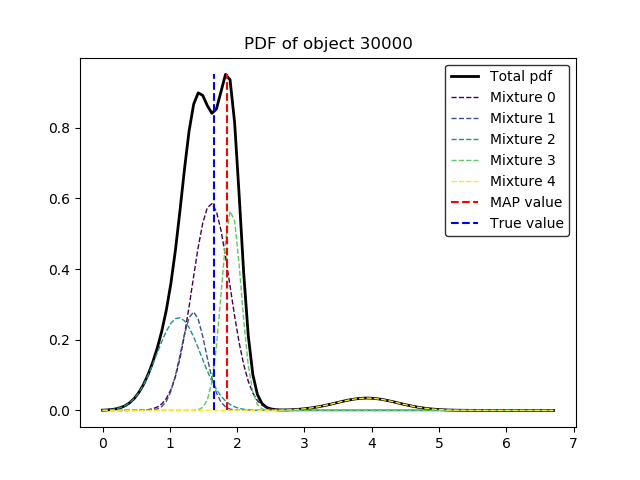 PDF of object 30000
Total pdf
Mixture 0
Mixture 1
Mixture 2
Mixture 3
Mixture 4
MAP value
True value
0.8
0.6
0.4
0.2
0.0
0 1 2 3 4 5 6 7